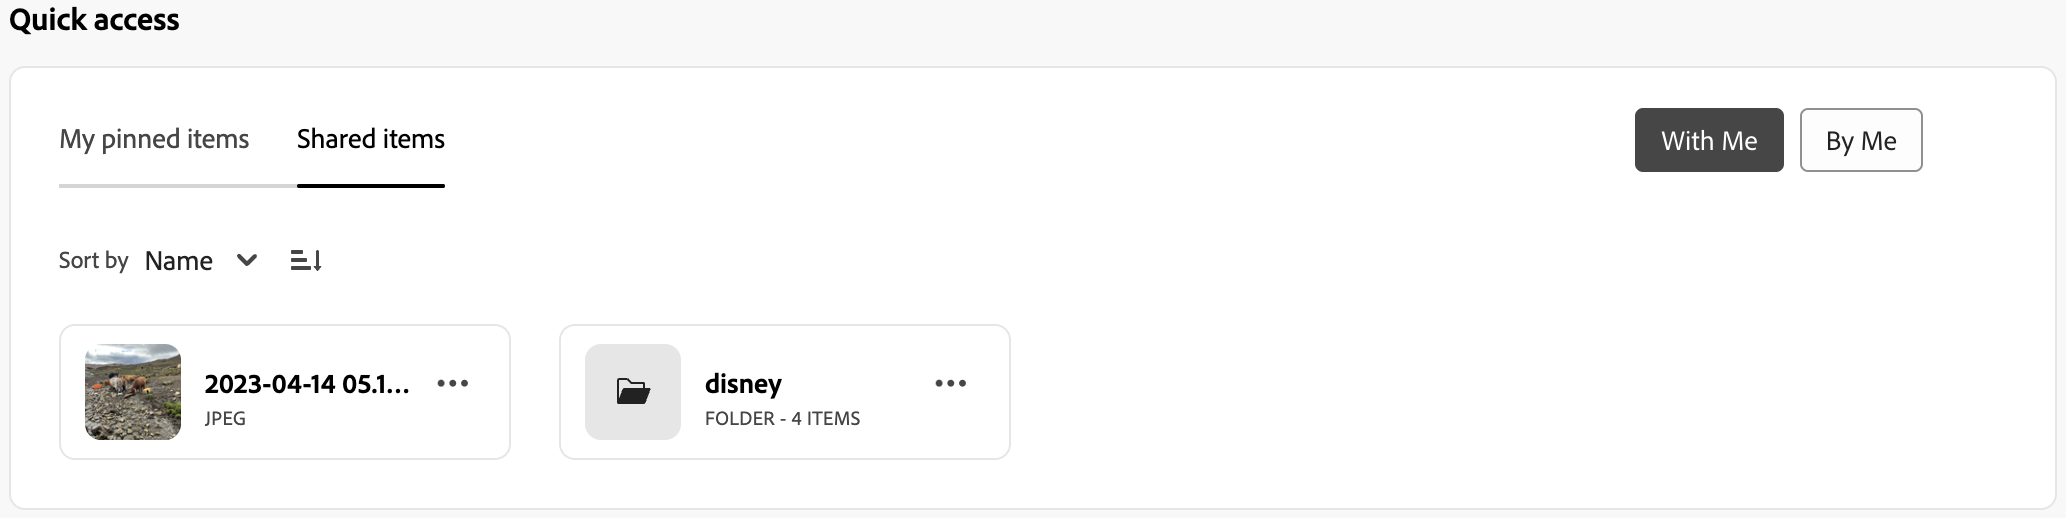 Quick access
My pinned items Shared items With Me By Me
Sort by Name
2023-04-14 05.1... disney
JPEG FOLDER - 4 ITEMS